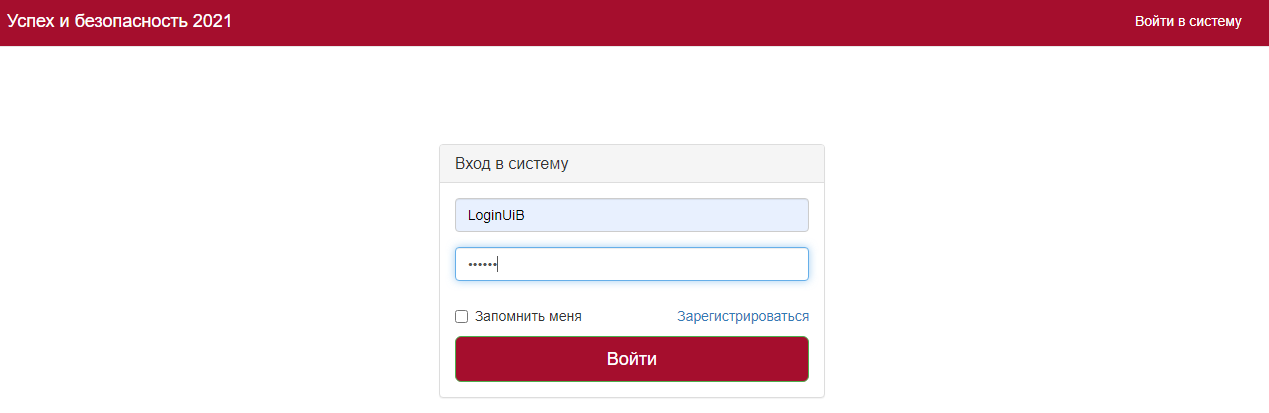 Успех и безопасность 2021
Войти в систему
Вход в систему
LoginUiB
••••••
Запомнить меня
Зарегистрироваться
Войти